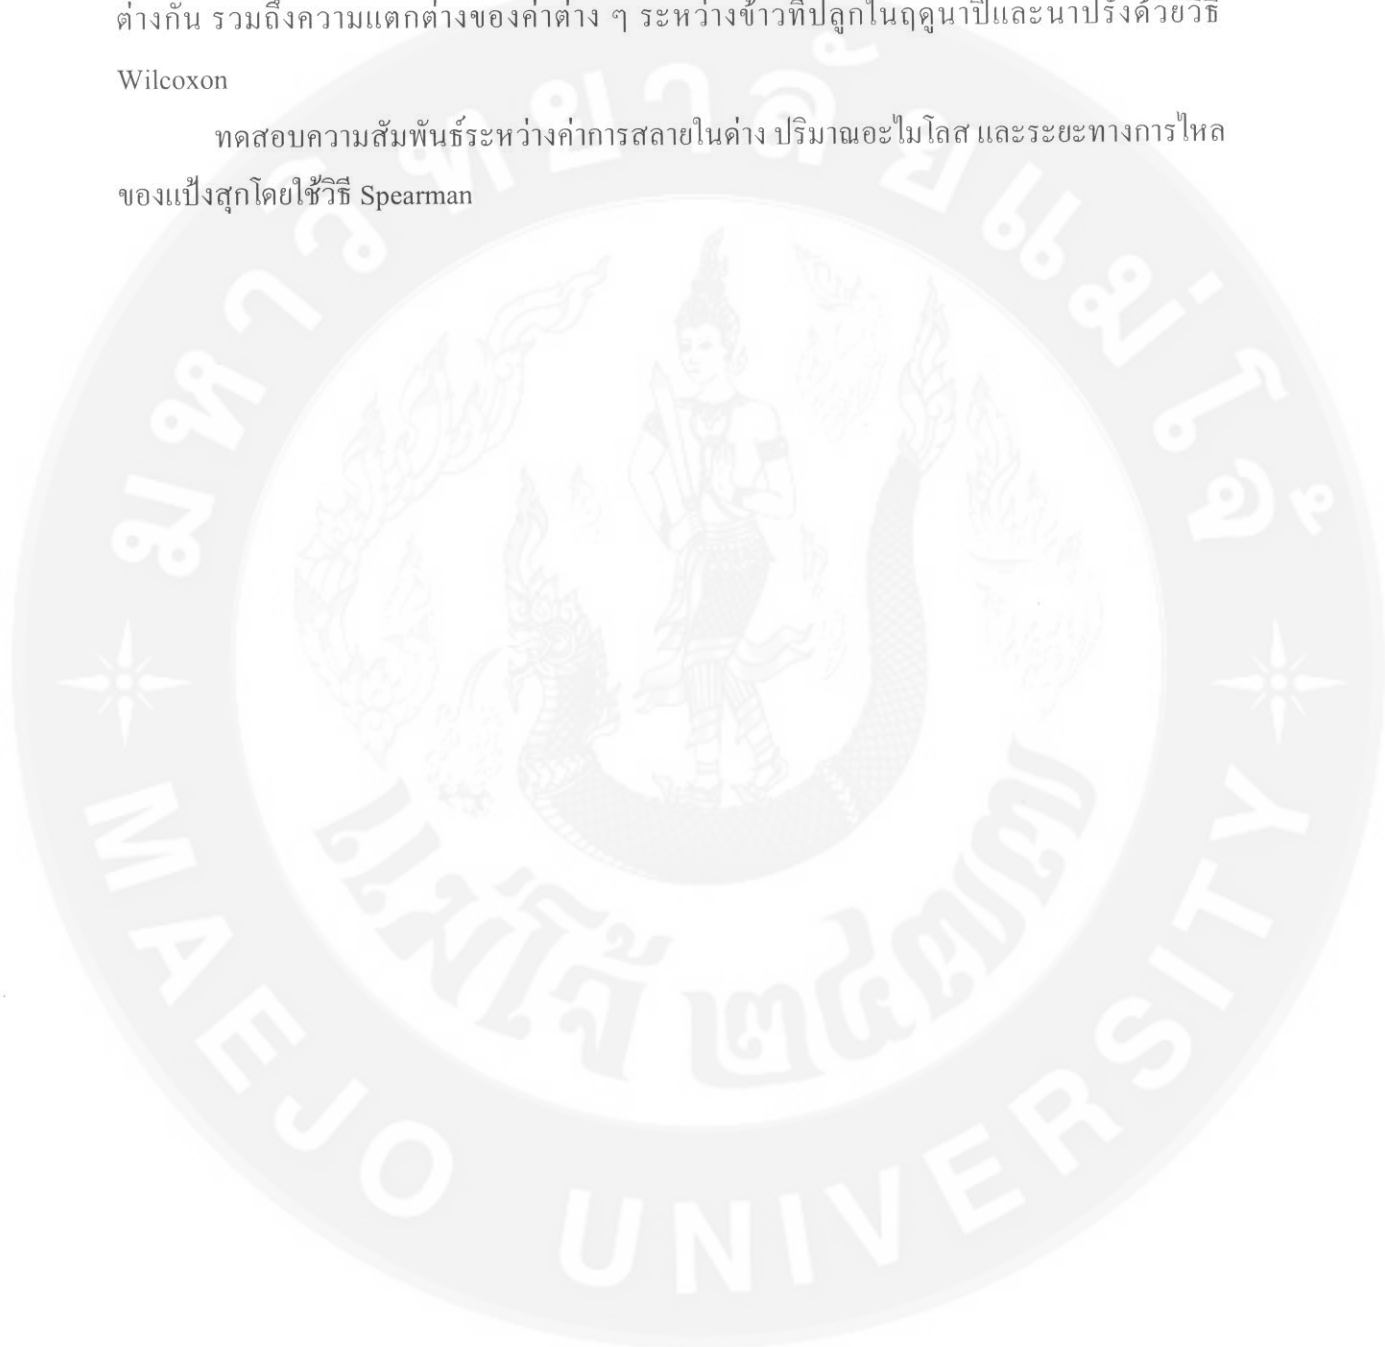 ต่างกัน รวมถึงความแตกต่างของค่าต่าง ๆ ระหว่างข้าวที่ปลูกในฤดูนาปีและนาปรังด้วยวิธี
Wilcoxon
ทดสอบความสัมพันธ์ระหว่างค่าการสลายในด่าง ปริมาณอะไมโลส และระยะทางการไหล
ของแป้งสุกโดยใช้วิธี Spearman
มหาวิทยาลัยแม่โจ้
แม่โจ้ ๒๔๗๗
MAEJO UNIVERSITY